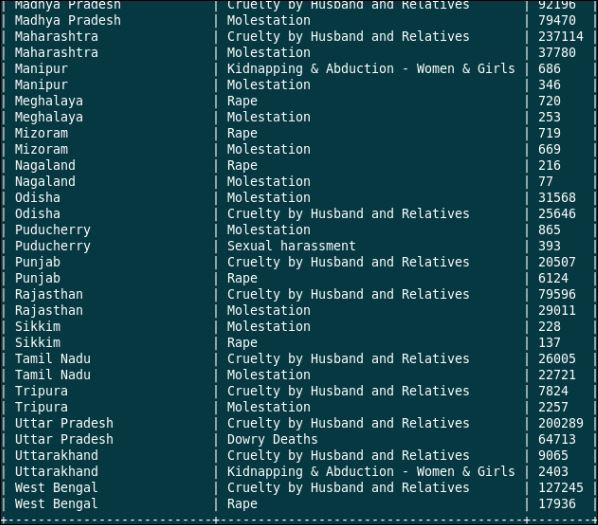 | Madhya Pradesh | Cruelty by Husband and Relatives | 92196 |
| Madhya Pradesh | Molestation | 79470 |
| Maharashtra | Cruelty by Husband and Relatives | 237114 |
| Maharashtra | Molestation | 37780 |
| Manipur | Kidnapping & Abduction - Women & Girls | 686 |
| Manipur | Molestation | 346 |
| Meghalaya | Rape | 720 |
| Meghalaya | Molestation | 253 |
| Mizoram | Rape | 719 |
| Mizoram | Molestation | 669 |
| Nagaland | Rape | 216 |
| Nagaland | Molestation | 77 |
| Odisha | Molestation | 31568 |
| Odisha | Cruelty by Husband and Relatives | 25646 |
| Puducherry | Molestation | 865 |
| Puducherry | Sexual harassment | 393 |
| Punjab | Cruelty by Husband and Relatives | 20507 |
| Punjab | Rape | 6124 |
| Rajasthan | Cruelty by Husband and Relatives | 79596 |
| Rajasthan | Molestation | 29011 |
| Sikkim | Molestation | 228 |
| Sikkim | Rape | 137 |
| Tamil Nadu | Cruelty by Husband and Relatives | 26005 |
| Tamil Nadu | Molestation | 22721 |
| Tripura | Cruelty by Husband and Relatives | 7824 |
| Tripura | Molestation | 2257 |
| Uttar Pradesh | Cruelty by Husband and Relatives | 200289 |
| Uttar Pradesh | Dowry Deaths | 64713 |
| Uttarakhand | Cruelty by Husband and Relatives | 9065 |
| Uttarakhand | Kidnapping & Abduction - Women & Girls | 2403 |
| West Bengal | Cruelty by Husband and Relatives | 127245 |
| West Bengal | Rape | 17936 |